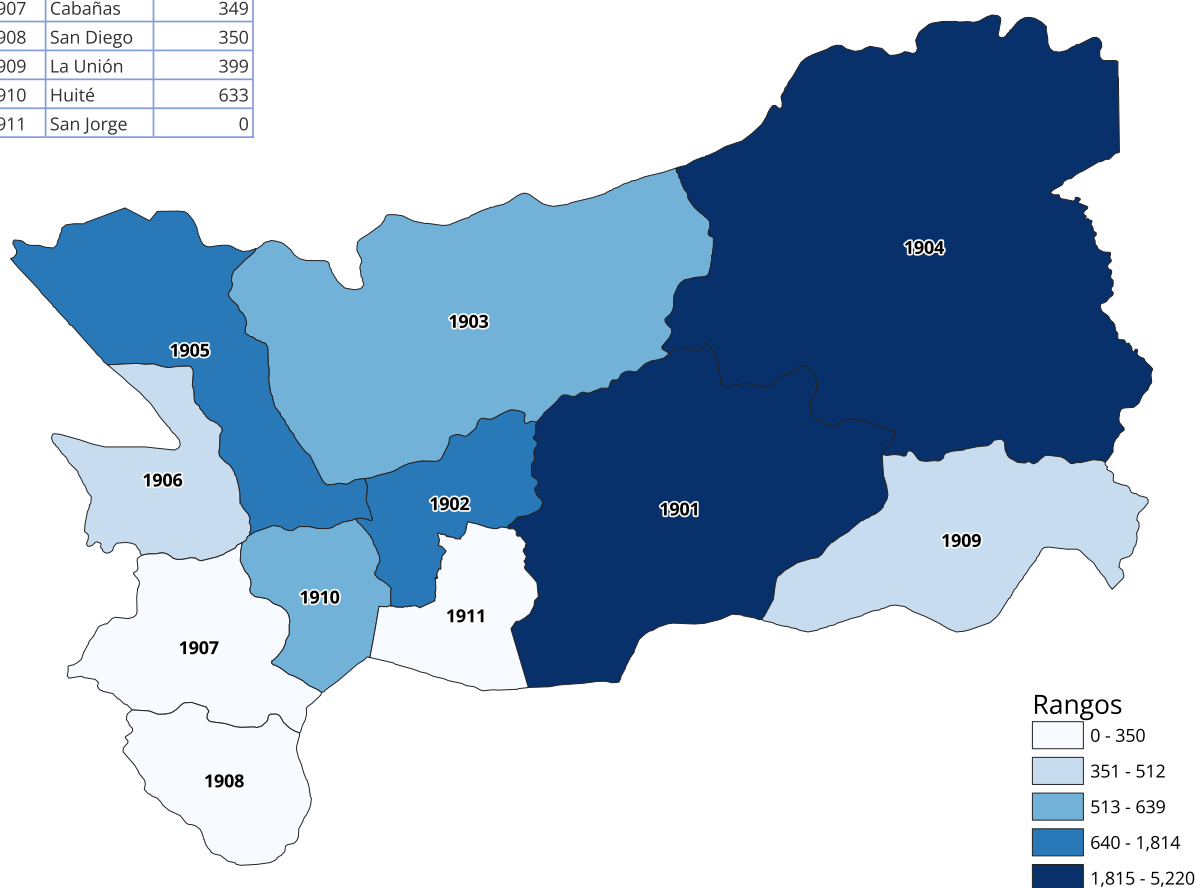 907 Cabañas 349
908 San Diego 350
909 La Unión 399
910 Huité 633
911 San Jorge 0
1904
1903
1905
1906
1902
1901
1909
1910
1911
1907
1908
Rangos
0 - 350
351 - 512
513 - 639
640 - 1,814
1,815 - 5,220